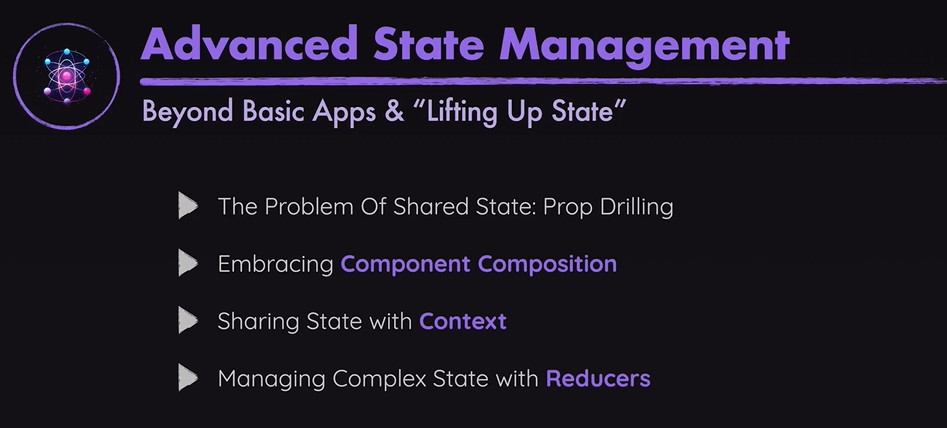 Advanced State Management
Beyond Basic Apps & “Lifting Up State”
The Problem Of Shared State: Prop Drilling
Embracing Component Composition
Sharing State with Context
Managing Complex State with Reducers